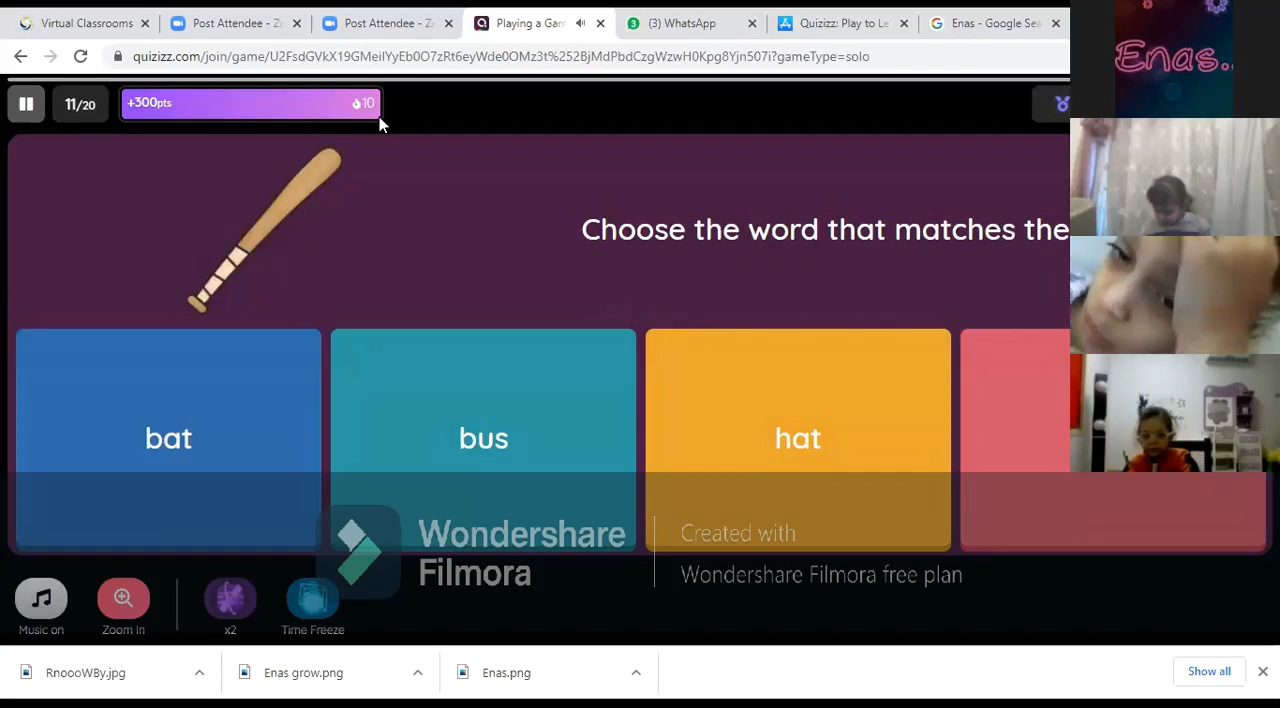 Virtual Classrooms
Post Attendee - Z
Post Attendee - Z
Playing a Gam
(3) WhatsApp
Quizizz: Play to Le
Enas - Google Sea
quizizz.com/join/game/U2FsdGVkX19GMeilYyEb0
Rt6eyWde0OMz3t%252BjMdPbdCzgWzwH0Kpg8Yjn507i?gameType=solo
Enas..
11/20
+300pts
10
Choose the word that matches the
bat
bus
hat
Wondershare
Filmora
Created with
Wondershare Filmora free plan
Music on
Zoom In
x2
Time Freeze
RnoooWBy.jpg
Enas grow.png
Enas.png
Show all